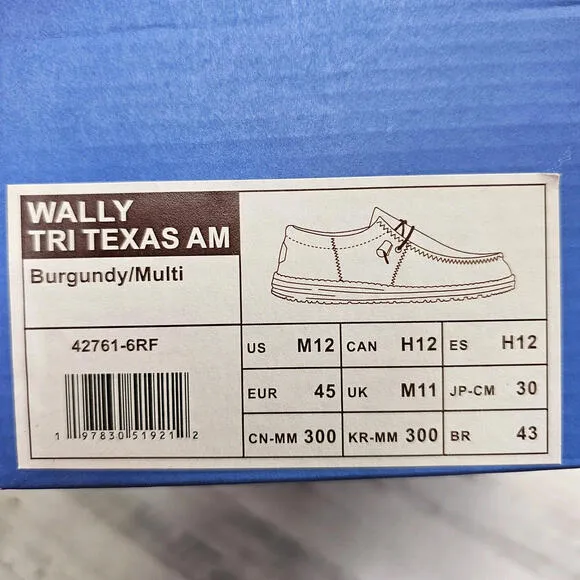 WALLY
TRI TEXAS AM
Burgundy/Multi
42761-6RF
1 97830 51921 2
US M12 CAN H12 ES H12
EUR 45 UK M11 JP-CM 30
CN-MM 300 KR-MM 300 BR 43